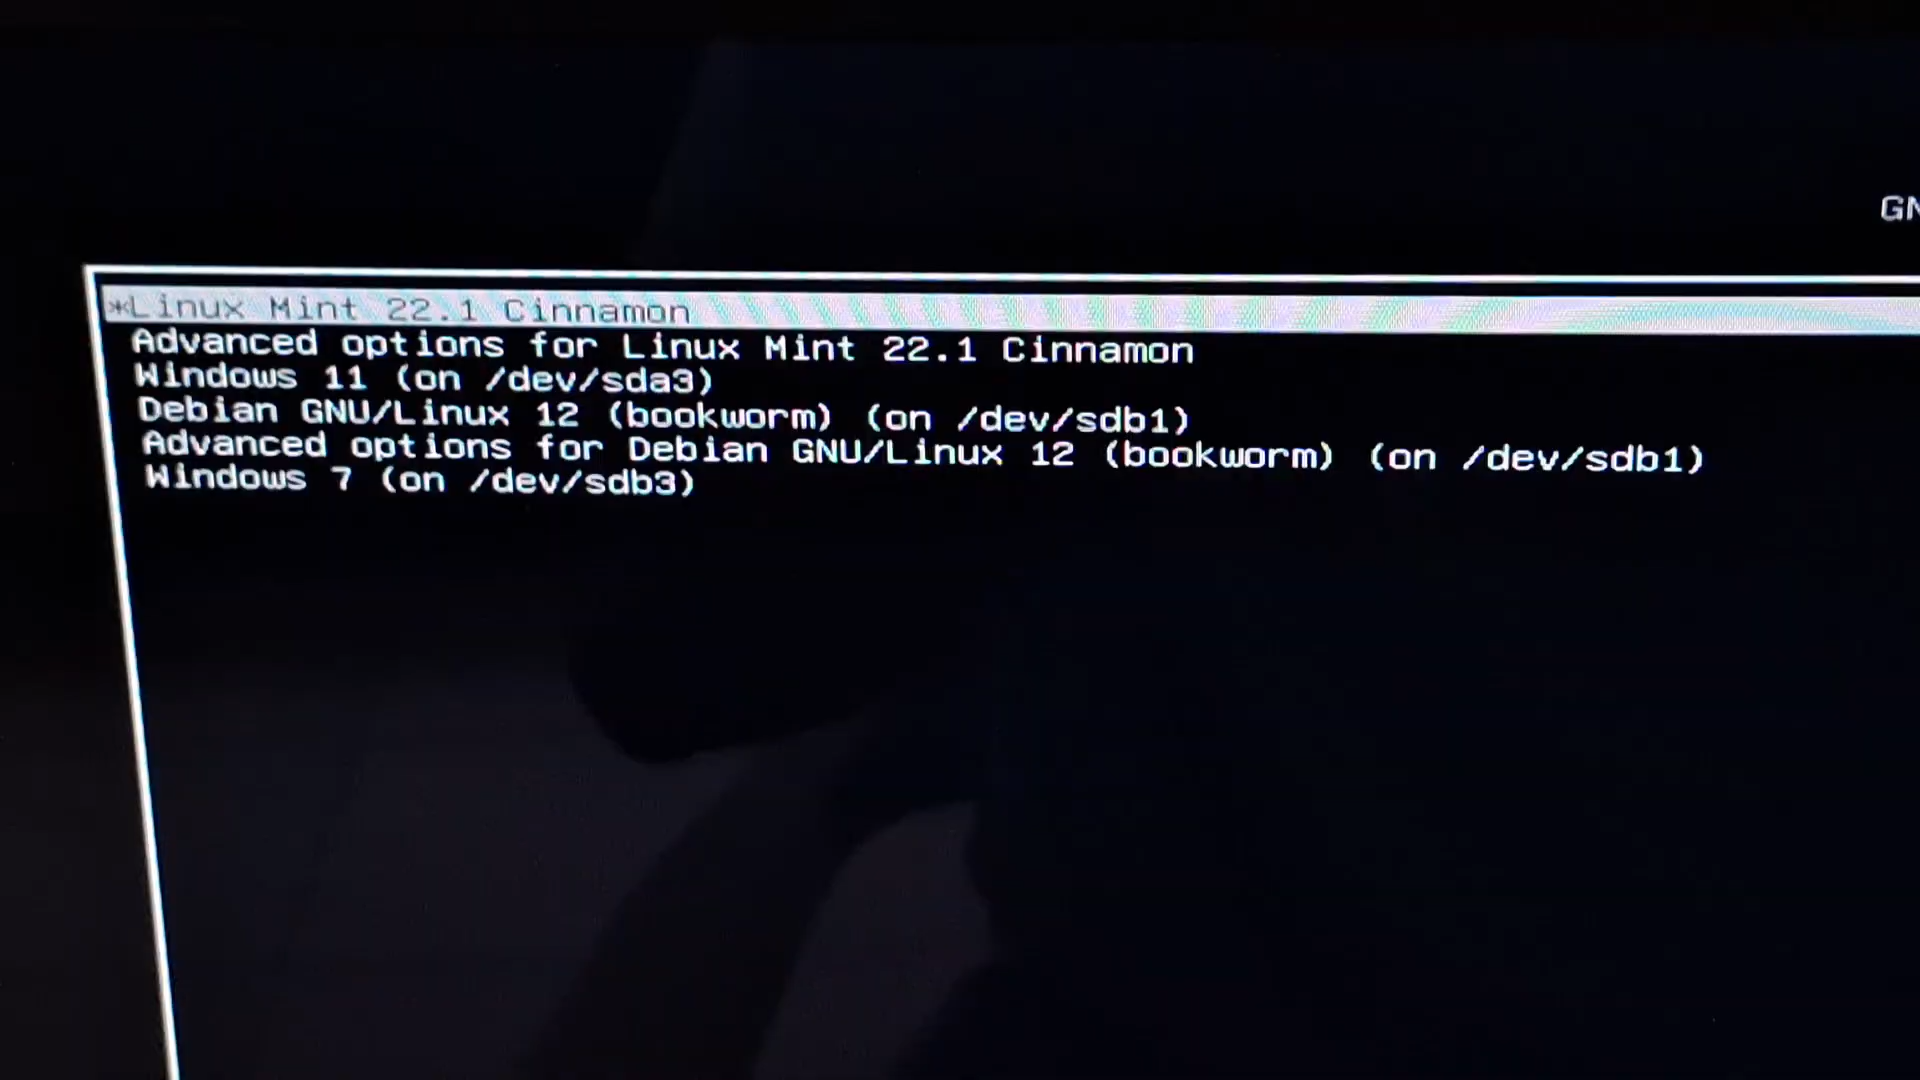 GN
*Linux Mint 22.1 Cinnamon
Advanced options for Linux Mint 22.1 Cinnamon
Windows 11 (on /dev/sda3)
Debian GNU/Linux 12 (bookworm) (on /dev/sdb1)
Advanced options for Debian GNU/Linux 12 (bookworm) (on /dev/sdb1)
Windows 7 (on /dev/sdb3)